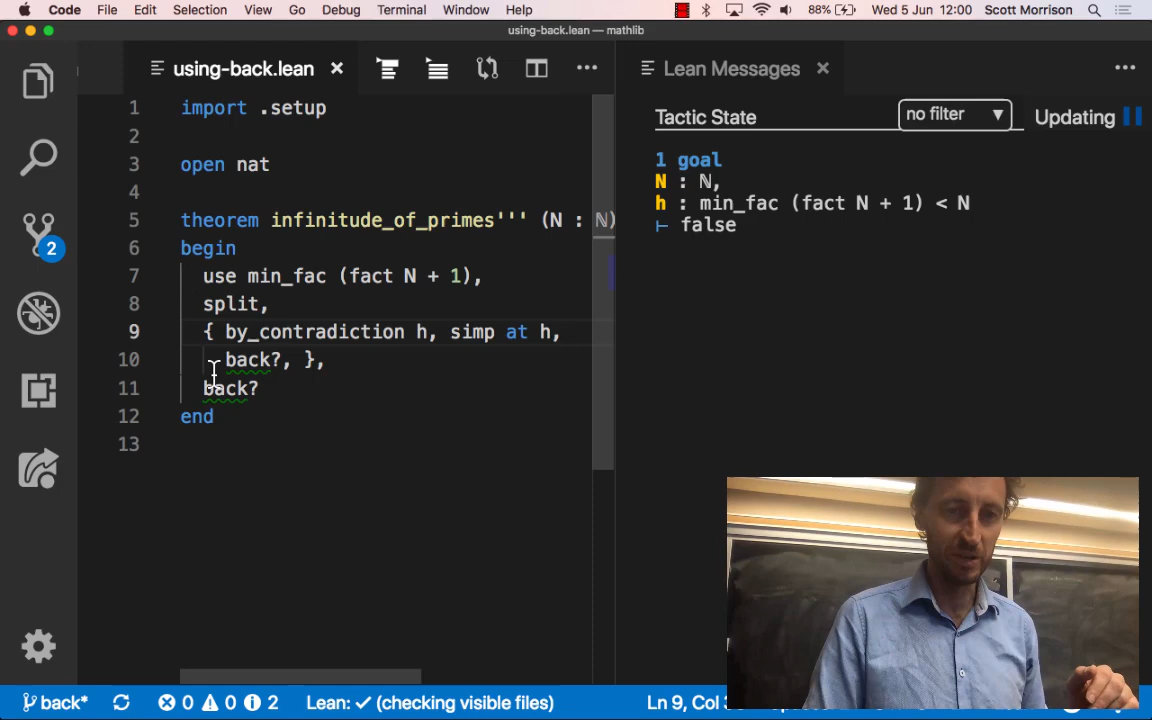 Code File Edit Selection View Go Debug Terminal Window Help 88% Wed 5 Jun 12:00 Scott Morrison
using-back.lean — mathlib
using-back.lean × ...
Lean Messages × ...
1 import .setup
2
3 open nat
4
5 theorem infinitude_of_primes''' (N : ℕ)
6 begin
7 use min_fac (fact N + 1),
8 split,
9 { by_contradiction h, simp at h,
10 back?, },
11 back?
12 end
13
Tactic State no filter ▼ Updating
1 goal
N : ℕ,
h : min_fac (fact N + 1) < N
⊢ false
2
back* 0 0 2 Lean: ✓ (checking visible files) Ln 9, Col